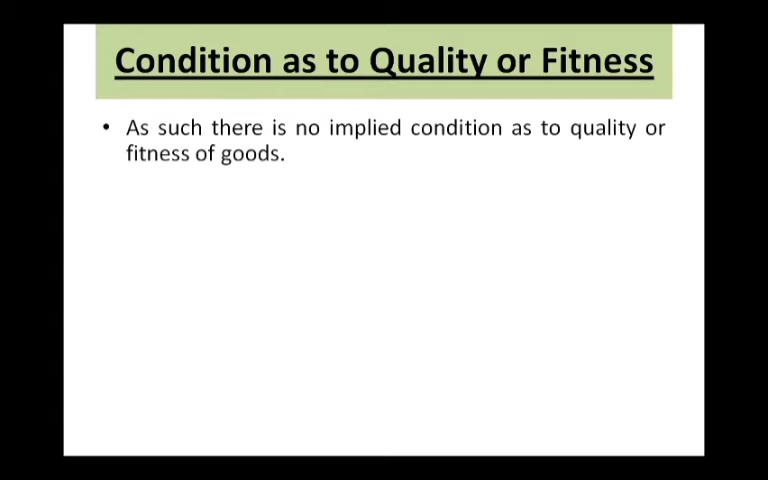 Condition as to Quality or Fitness
• As such there is no implied condition as to quality or
fitness of goods.